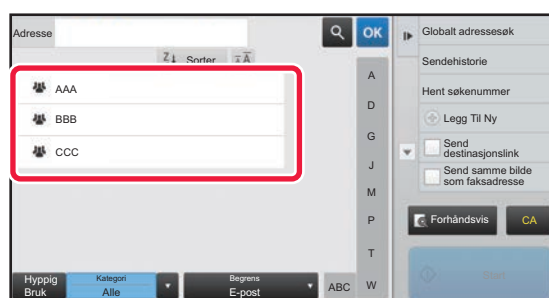 Adresse
OK
Sorter
AAA
BBB
CCC
A
D
G
J
M
P
T
W
Hyppig
Bruk
Kategori
Alle
Begrens
E-post
ABC
Globalt adressesøk
Sendehistorie
Hent søkenummer
Legg Til Ny
Send
destinasjonslink
Send samme bilde
som faksadresse
Forhåndsvis
CA
Start